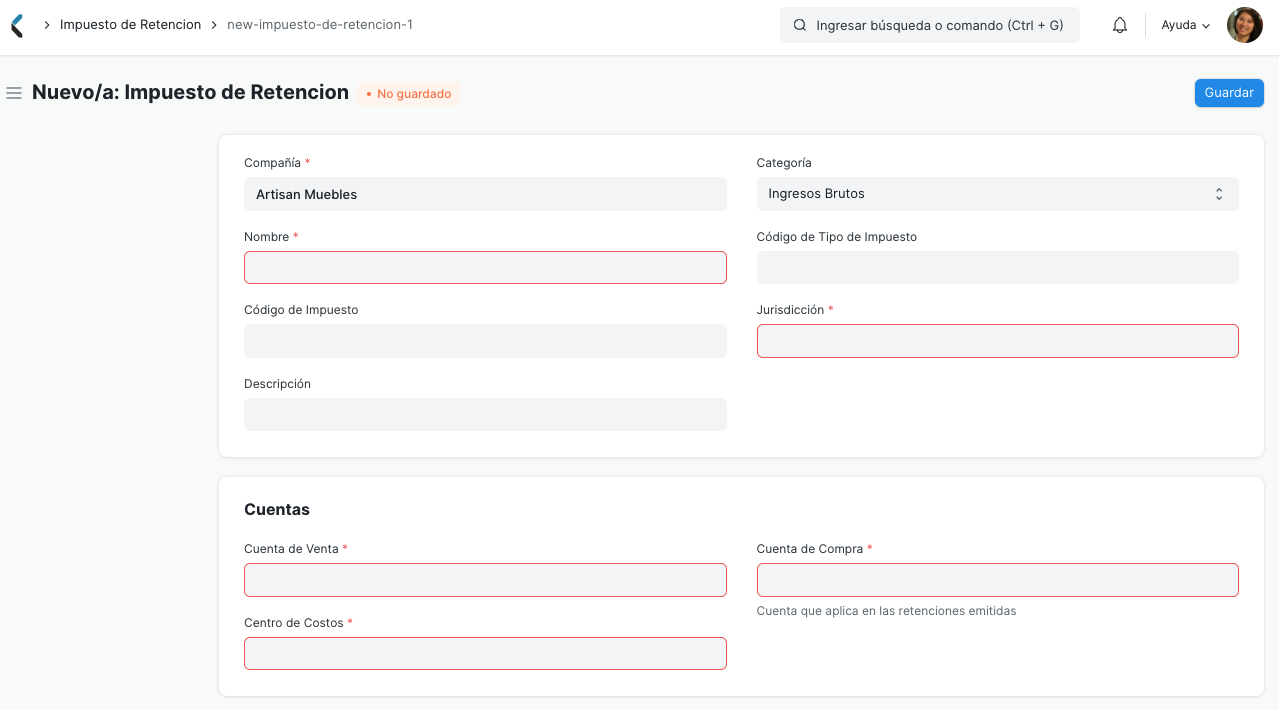 Impuesto de Retencion
new-impuesto-de-retencion-1
Ingresar búsqueda o comando (Ctrl + G)
Ayuda
Nuevo/a: Impuesto de Retencion
• No guardado
Guardar
Compañía *
Artisan Muebles
Categoría
Ingresos Brutos
Nombre *
Código de Tipo de Impuesto
Código de Impuesto
Jurisdicción *
Descripción
Cuentas
Cuenta de Venta *
Cuenta de Compra *
Cuenta que aplica en las retenciones emitidas
Centro de Costos *